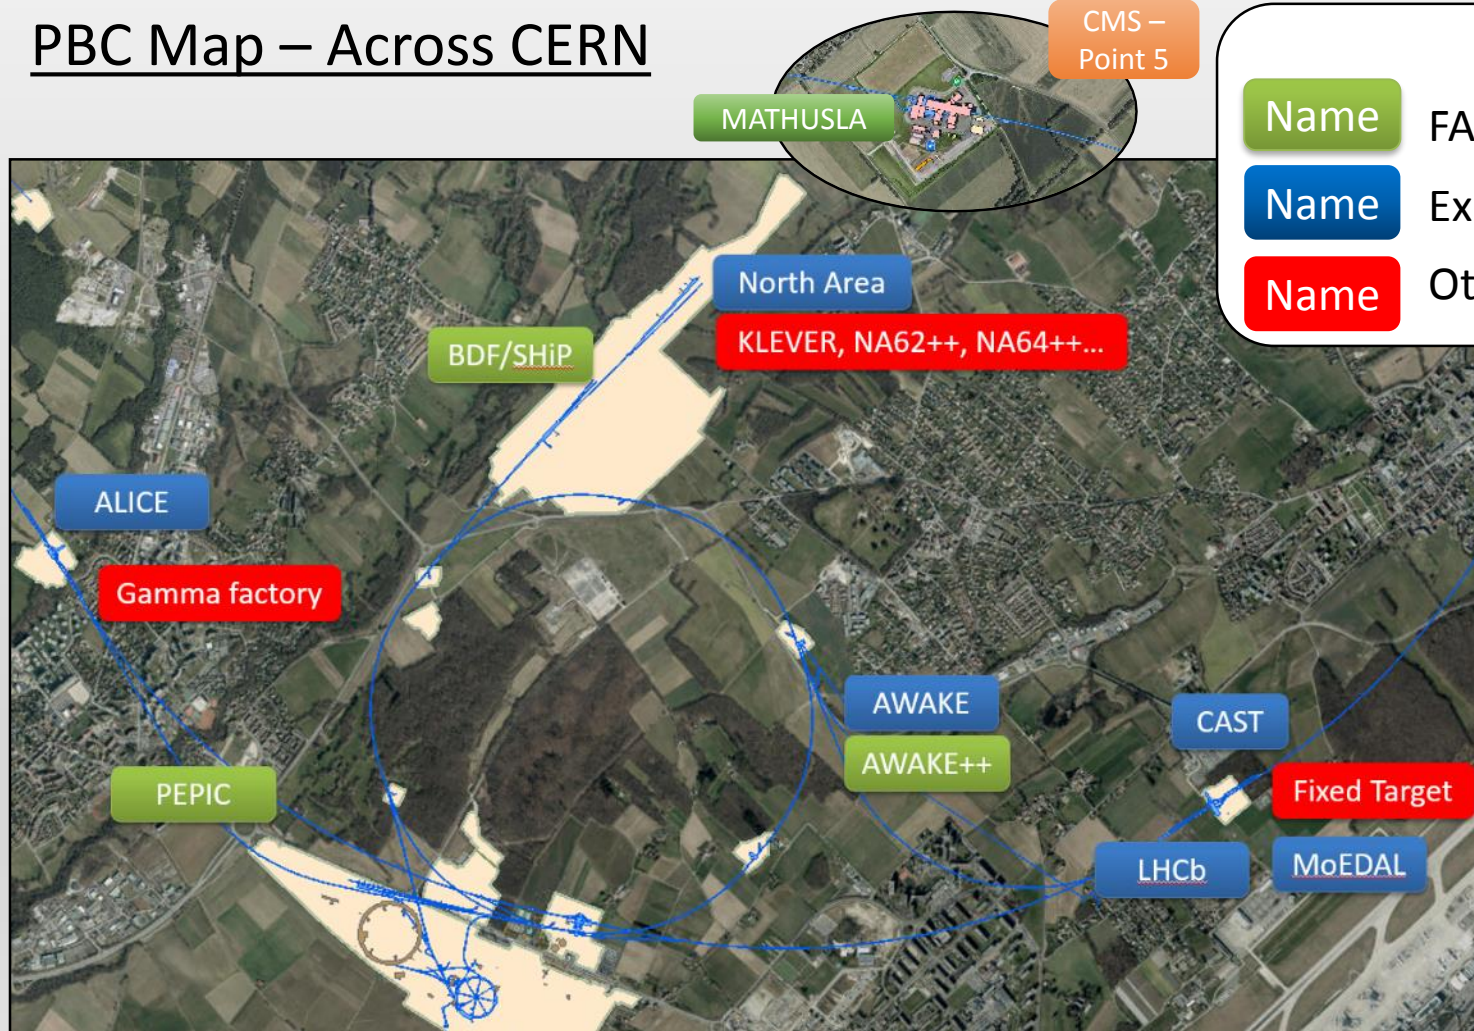 PBC Map – Across CERN
CMS –
Point 5
MATHUSLA
Name FA
Name Ex
Name Ot
North Area
KLEVER, NA62++, NA64++...
BDF/SHiP
ALICE
Gamma factory
AWAKE
AWAKE++
CAST
PEPIC
Fixed Target
LHCb
MoEDAL